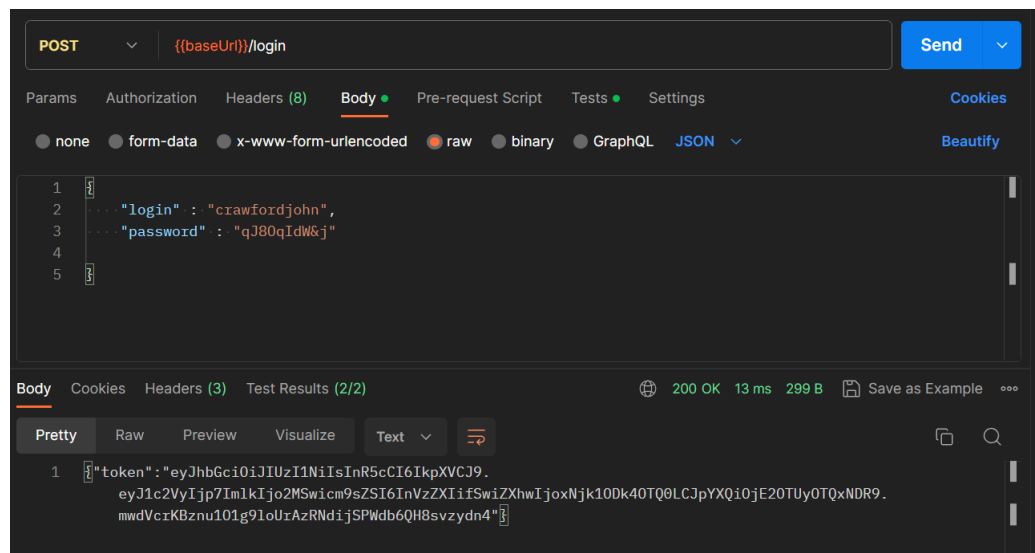 POST {{baseUrl}}/login Send
Params Authorization Headers (8) Body Pre-request Script Tests Settings Cookies
none form-data x-www-form-urlencoded raw binary GraphQL JSON Beautify
1 {
2 "login" : "crawfordjohn",
3 "password" : "qJ8OqIdW&j"
4
5 }
Body Cookies Headers (3) Test Results (2/2) 200 OK 13 ms 299 B Save as Example
Pretty Raw Preview Visualize Text
1 {"token":"eyJhbGciOiJIUzI1NiIsInR5cCI6IkpXVCJ9.
eyJ1c2VyIjp7ImlkIjo2MSwicm9sZSI6InVzZXIifSwiZXhwIjoxNjk1ODk4OTQ0LCJpYXQiOjE2OTUyOTQxNDR9.
mwdVcrKBznu1O1g9loUrAzRNdijSPWdb6QH8svzydn4"}